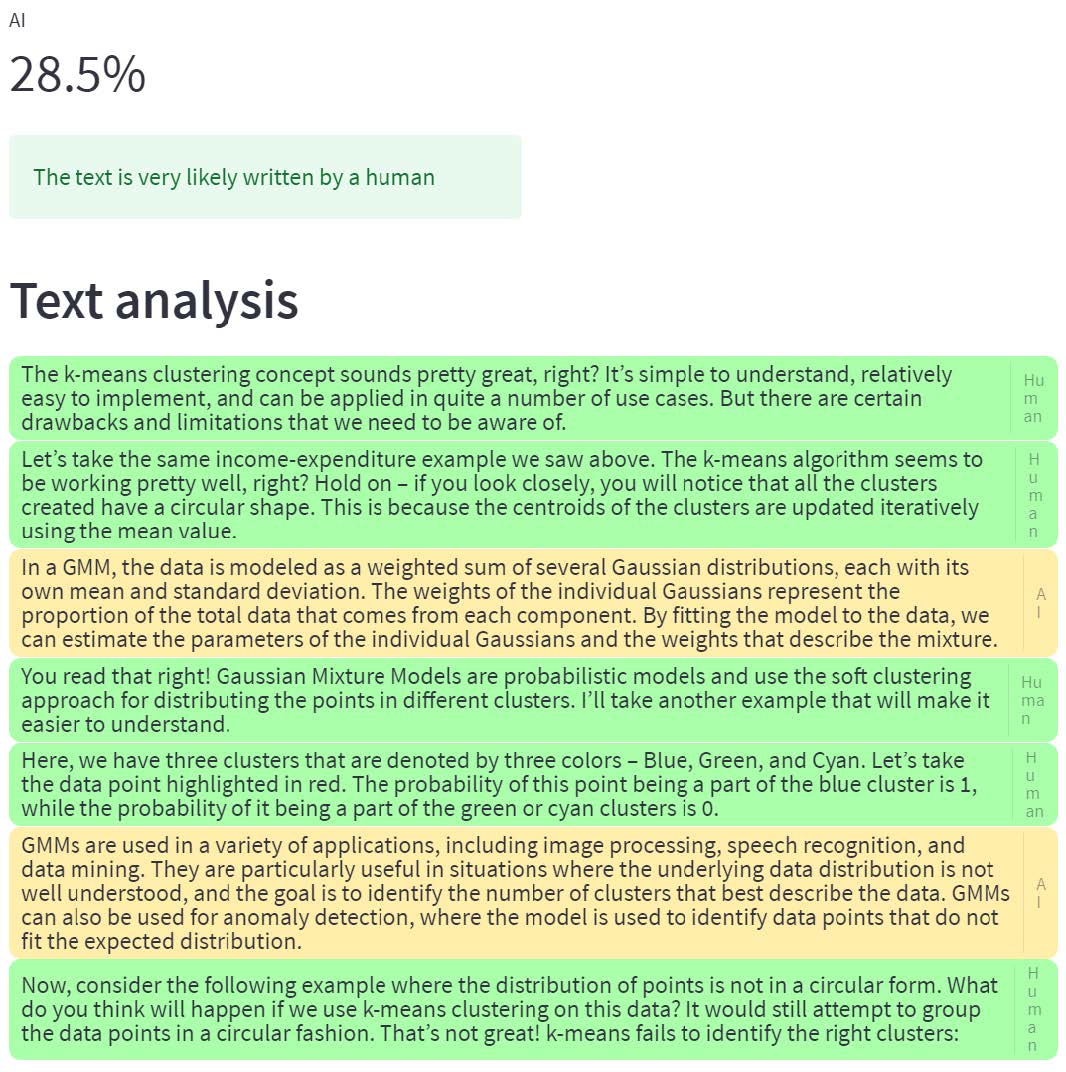 AI
28.5%
The text is very likely written by a human
Text analysis
The k-means clustering concept sounds pretty great, right? It’s simple to understand, relatively
easy to implement, and can be applied in quite a number of use cases. But there are certain
drawbacks and limitations that we need to be aware of.
Hu
m
an
Let’s take the same income-expenditure example we saw above. The k-means algorithm seems to
be working pretty well, right? Hold on – if you look closely, you will notice that all the clusters
created have a circular shape. This is because the centroids of the clusters are updated iteratively
using the mean value.
H
u
m
a
n
In a GMM, the data is modeled as a weighted sum of several Gaussian distributions, each with its
own mean and standard deviation. The weights of the individual Gaussians represent the
proportion of the total data that comes from each component. By fitting the model to the data, we
can estimate the parameters of the individual Gaussians and the weights that describe the mixture.
A
I
You read that right! Gaussian Mixture Models are probabilistic models and use the soft clustering
approach for distributing the points in different clusters. I’ll take another example that will make it
easier to understand.
Hu
ma
n
Here, we have three clusters that are denoted by three colors – Blue, Green, and Cyan. Let’s take
the data point highlighted in red. The probability of this point being a part of the blue cluster is 1,
while the probability of it being a part of the green or cyan clusters is 0.
H
u
m
an
GMMs are used in a variety of applications, including image processing, speech recognition, and
data mining. They are particularly useful in situations where the underlying data distribution is not
well understood, and the goal is to identify the number of clusters that best describe the data. GMMs
can also be used for anomaly detection, where the model is used to identify data points that do not
fit the expected distribution.
A
I
Now, consider the following example where the distribution of points is not in a circular form. What
do you think will happen if we use k-means clustering on this data? It would still attempt to group
the data points in a circular fashion. That’s not great! k-means fails to identify the right clusters:
H
u
m
a
n